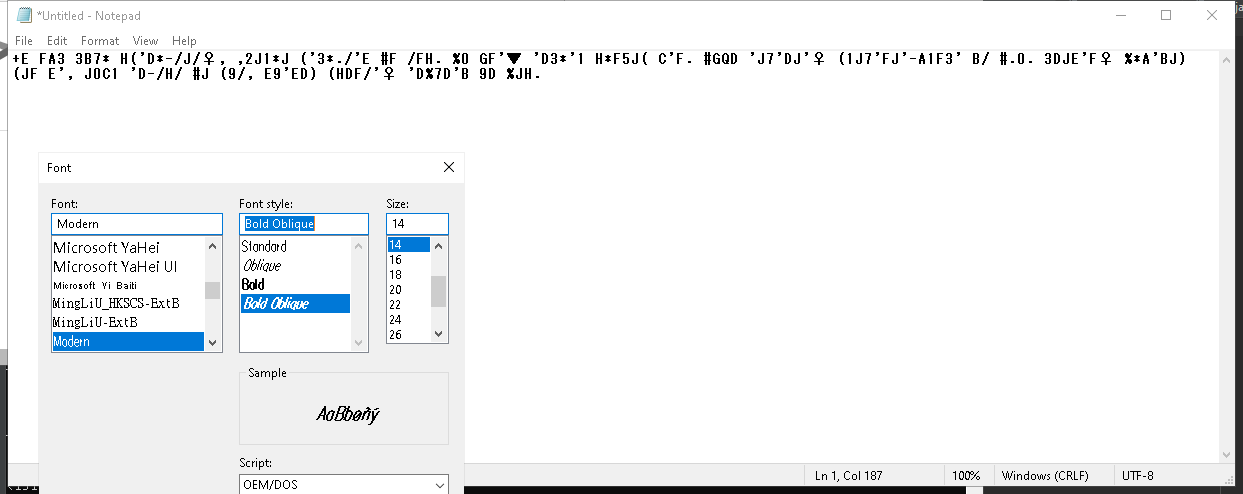 *Untitled - Notepad
File Edit Format View Help
+E FA3 3B7* H('D*-/J/♀, ,2J1*J ('3*./'E #F /FH. %0 GF'▼ 'D3*'1 H*F5J( C'F. #GQD 'J7'DJ'♀ (1J7'FJ'-A1F3' B/ #.0. 3DJE'F♀ %*A'BJ)
(JF E', JOC1 'D-/H/ #J (9/, E9'ED) (HDF/'♀ 'D%7D'B 9D %JH.
Font
Font: Font style: Size:
Modern Bold Oblique 14
Microsoft YaHei Standard 14
Microsoft YaHei UI Oblique 16
Microsoft Yi Baiti Bold 18
MingLiU_HKSCS-ExtB Bold Oblique 20
MingLiU-ExtB 22
Modern 24
26
Sample
Script:
OEM/DOS
Ln 1, Col 187 100% Windows (CRLF) UTF-8